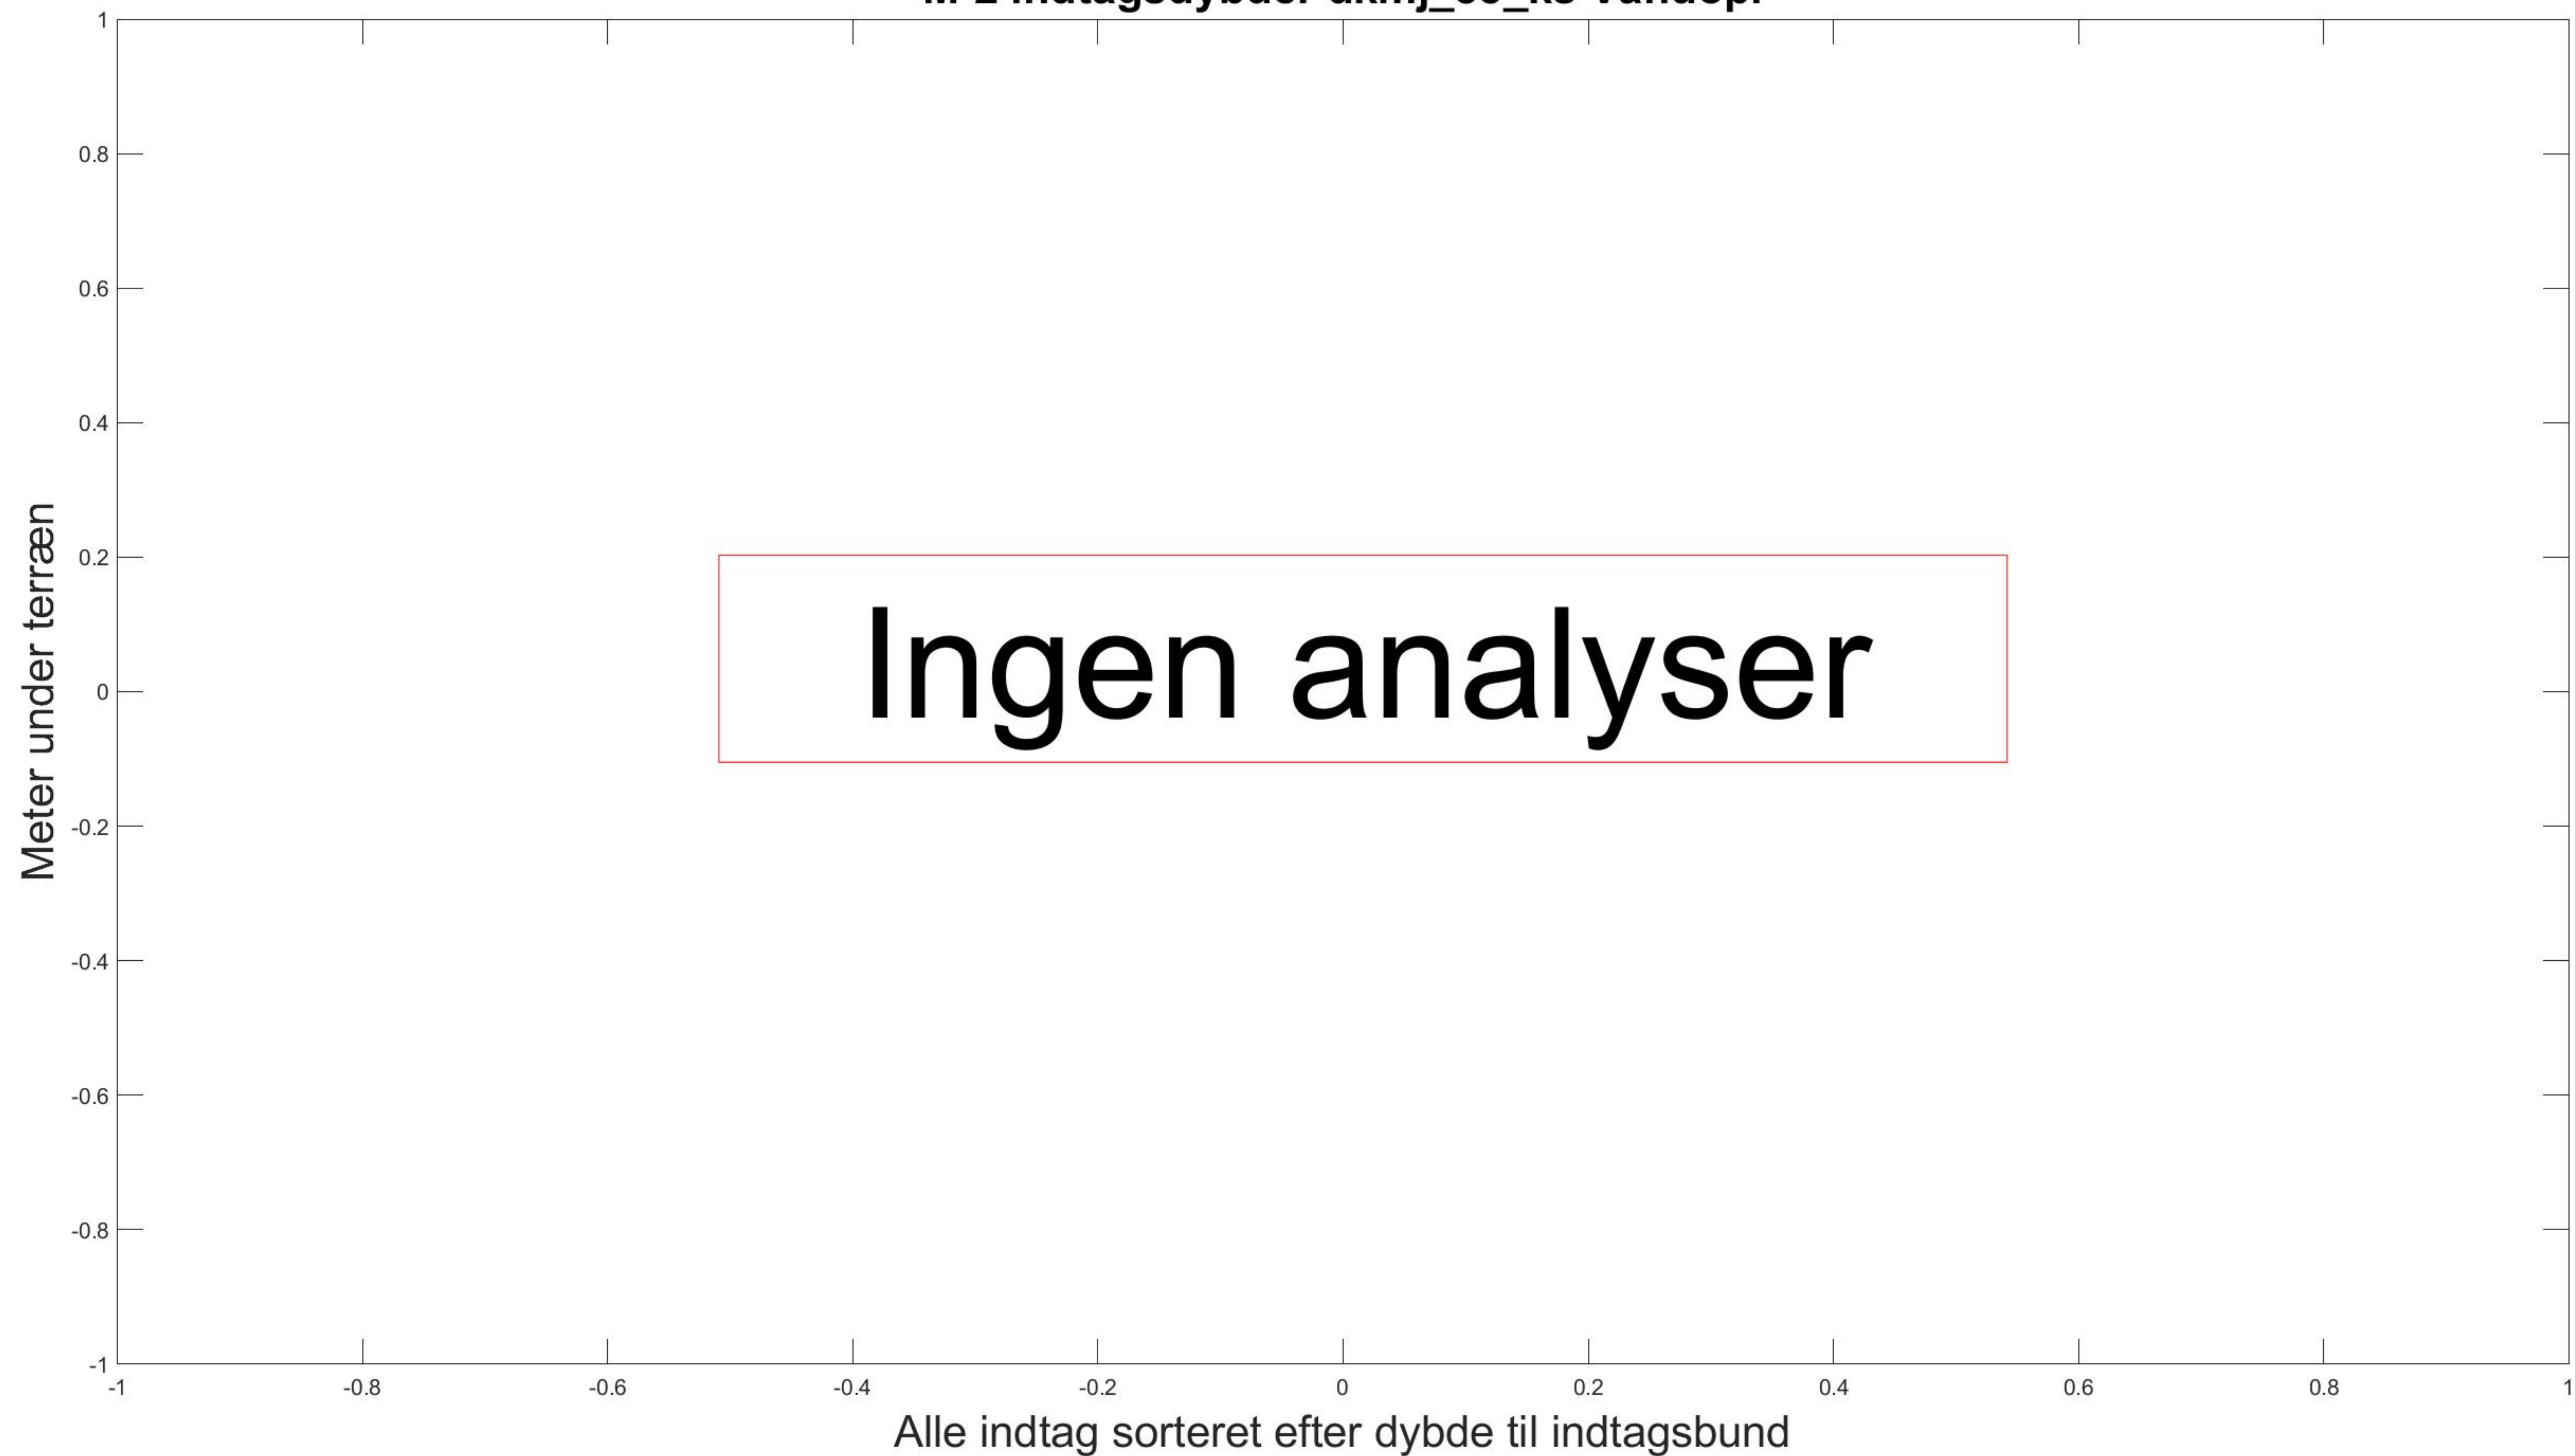 1
0.8
0.6
0.4
0.2
0
-0.2
-0.4
-0.6
-0.8
-1
Meter under terræn
Ingen analyser
-1 -0.8 -0.6 -0.4 -0.2 0 0.2 0.4 0.6 0.8 1
Alle indtag sorteret efter dybde til indtagsbund